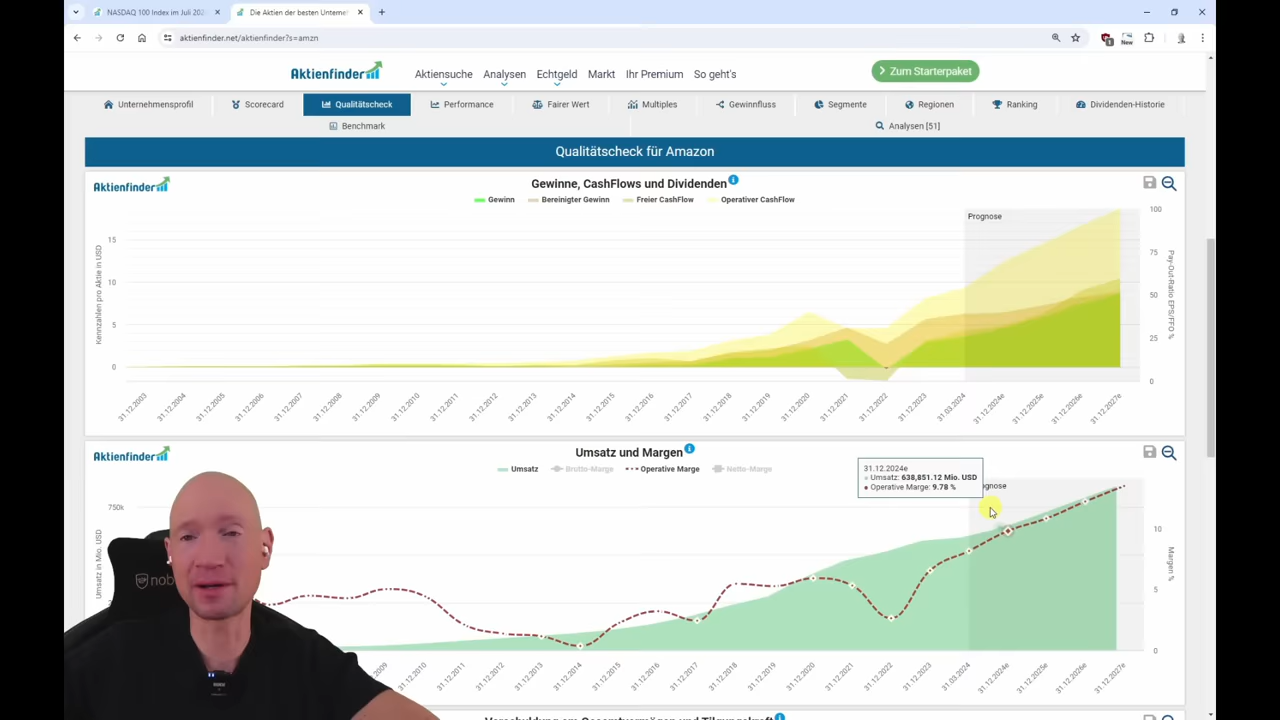 NASDAQ 100 Index im Juli 202
Die Aktien der besten Unterne
aktienfinder.net/aktienfinder?s=amzn
New
Aktienfinder
Aktiensuche Analysen Echtgeld Markt Ihr Premium So geht's
Zum Starterpaket
Unternehmensprofil Scorecard Qualitätscheck Performance Fairer Wert Multiples Gewinnfluss Segmente Regionen Ranking Dividenden-Historie
Benchmark Analysen [51]
Qualitätscheck für Amazon
Aktienfinder
Gewinne, CashFlows und Dividenden
Gewinn Bereinigter Gewinn Freier CashFlow Operativer CashFlow
Prognose
Kennzahlen pro Aktie in USD
15
10
5
0
100
75
50
25
0
Pay-Out-Ratio EPS/FFO %
31.12.2003 31.12.2004 31.12.2005 31.12.2006 31.12.2007 31.12.2008 31.12.2009 31.12.2010 31.12.2011 31.12.2012 31.12.2013 31.12.2014 31.12.2015 31.12.2016 31.12.2017 31.12.2018 31.12.2019 31.12.2020 31.12.2021 31.12.2022 31.12.2023 31.03.2024 31.12.2024e 31.12.2025e 31.12.2026e 31.12.2027e
Aktienfinder
Umsatz und Margen
Umsatz Brutto-Marge Operative Marge Netto-Marge
31.12.2024e
Umsatz: 638,851.12 Mio. USD
Operative Marge: 9.78 %
gnose
Umsatz in Mio. USD
750k
10
5
0
Margen %
nob
2009 31.12.2010 31.12.2011 31.12.2012 31.12.2013 31.12.2014 31.12.2015 31.12.2016 31.12.2017 31.12.2018 31.12.2019 31.12.2020 31.12.2021 31.12.2022 31.12.2023 31.03.2024 31.12.2024e 31.12.2025e 31.12.2026e 31.12.2027e